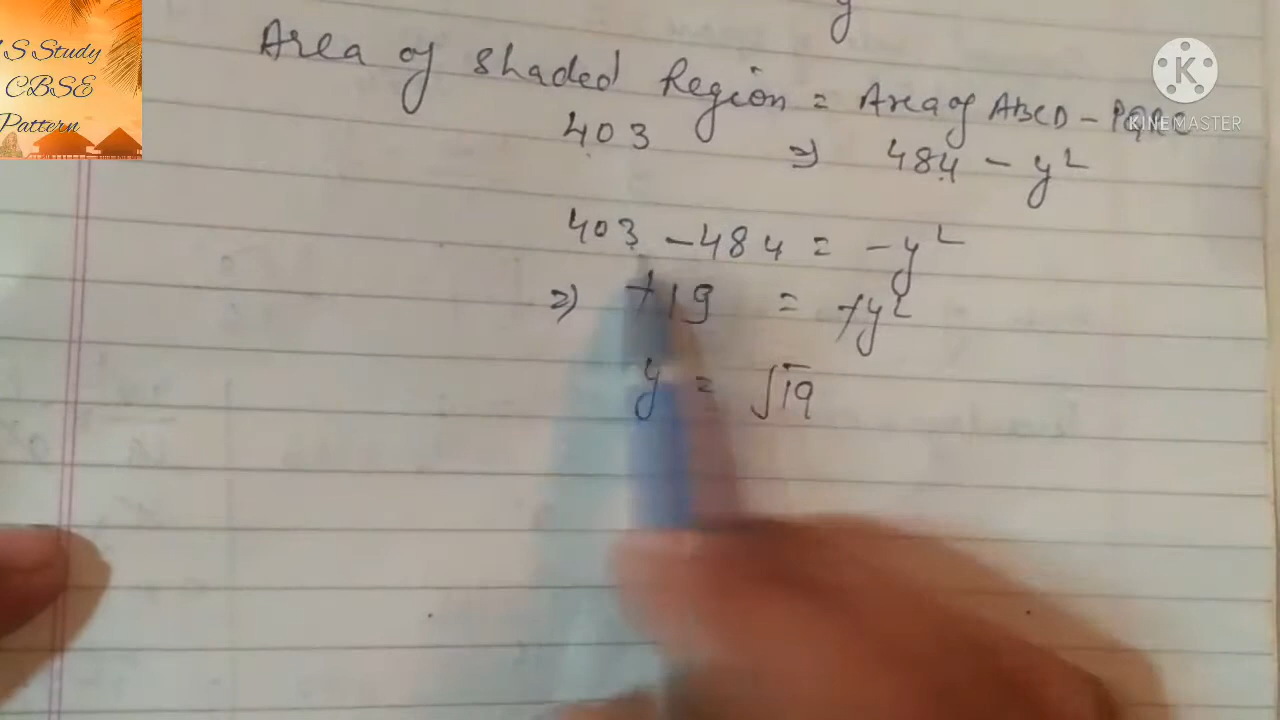 y
Area of Shaded Region = Area of ABCD - PQRC
403 ⇒ 484 - y²
403 - 484 = -y²
⇒ +19 = +y²
y = √19
S Study
CBSE
Pattern
K
KINEMASTER